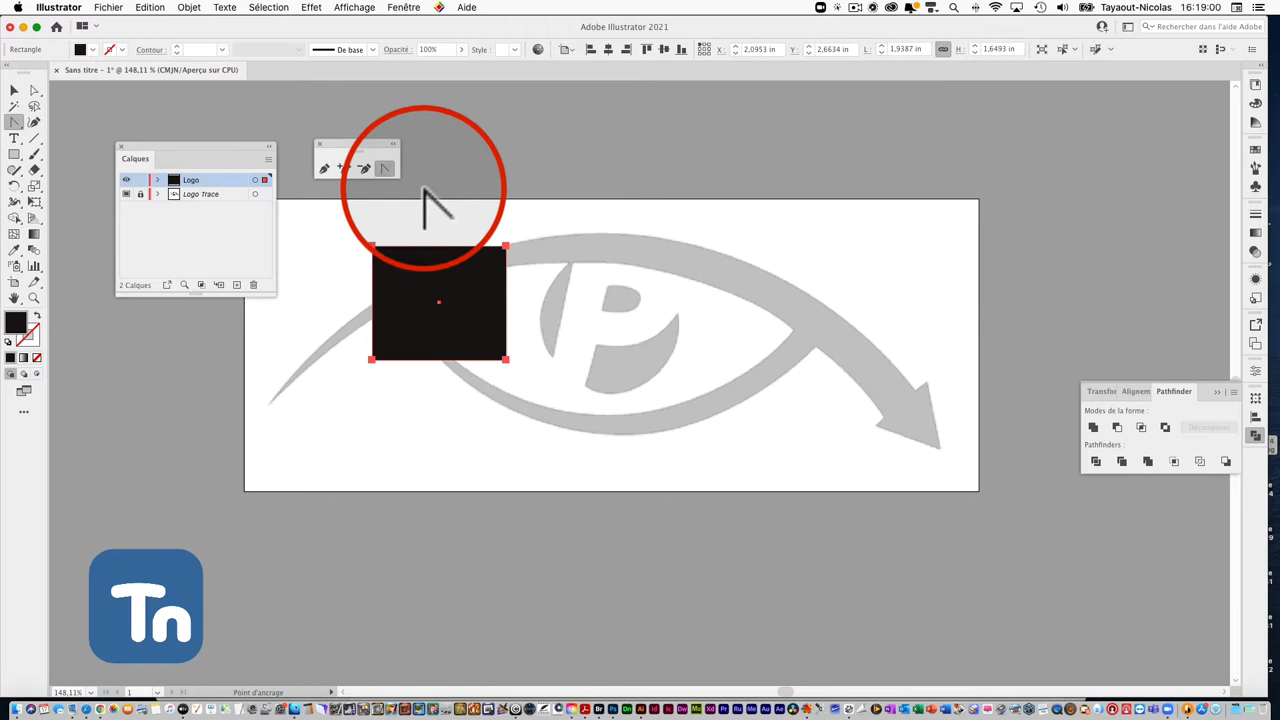 Illustrator Fichier Edition Objet Texte Sélection Effet Affichage Fenêtre Aide Tayaout-Nicolas Lun. à 16:19:00
Adobe Illustrator 2021
Rechercher dans l'aide Adobe
Rectangle Contour : De base Opacité : 100% Style : X: 2,0953 in Y: 2,6634 in L: 1,9387 in H: 1,6493 in
Sans titre - 1* @ 148,11 % (CMJN/Aperçu sur CPU)
Calques
Logo
Logo Trace
2 Calques
P
Transfor Alignem Pathfinder
Modes de la forme :
Décomposer
Pathfinders :
Tn
148,11% 1 Point d'ancrage